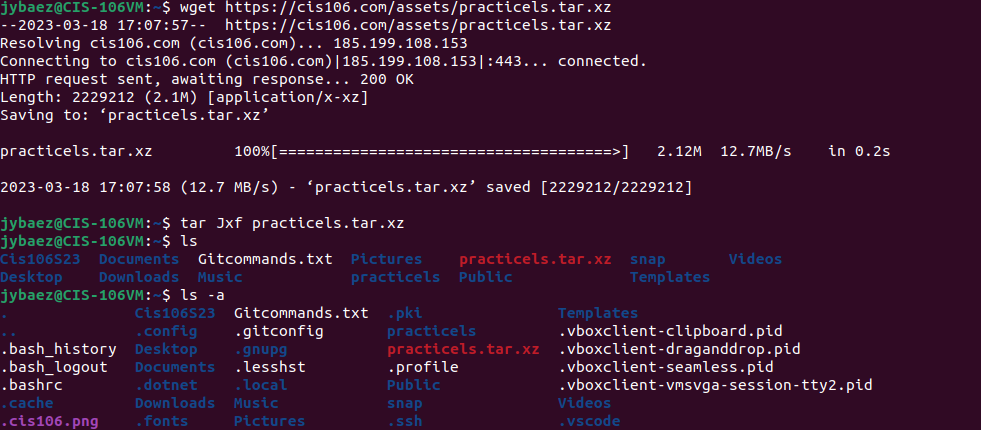 jybaez@CIS-106VM:~$ wget https://cis106.com/assets/practicels.tar.xz
--2023-03-18 17:07:57--  https://cis106.com/assets/practicels.tar.xz
Resolving cis106.com (cis106.com)... 185.199.108.153
Connecting to cis106.com (cis106.com)|185.199.108.153|:443... connected.
HTTP request sent, awaiting response... 200 OK
Length: 2229212 (2.1M) [application/x-xz]
Saving to: ‘practicels.tar.xz’
practicels.tar.xz         100%[=====================================>]   2.12M  12.7MB/s    in 0.2s
2023-03-18 17:07:58 (12.7 MB/s) - ‘practicels.tar.xz’ saved [2229212/2229212]
jybaez@CIS-106VM:~$ tar Jxf practicels.tar.xz
jybaez@CIS-106VM:~$ ls
Cis106S23  Documents  Gitcommands.txt  Pictures    practicels.tar.xz  snap       Videos
Desktop    Downloads  Music            practicels  Public             Templates
jybaez@CIS-106VM:~$ ls -a
.              Cis106S23  Gitcommands.txt  .pki               Templates
..             .config    .gitconfig       practicels         .vboxclient-clipboard.pid
.bash_history  Desktop    .gnupg           practicels.tar.xz  .vboxclient-draganddrop.pid
.bash_logout   Documents  .lesshst         .profile           .vboxclient-seamless.pid
.bashrc        .dotnet    .local           Public             .vboxclient-vmsvga-session-tty2.pid
.cache         Downloads  Music            snap               Videos
.cis106.png    .fonts     Pictures         .ssh               .vscode